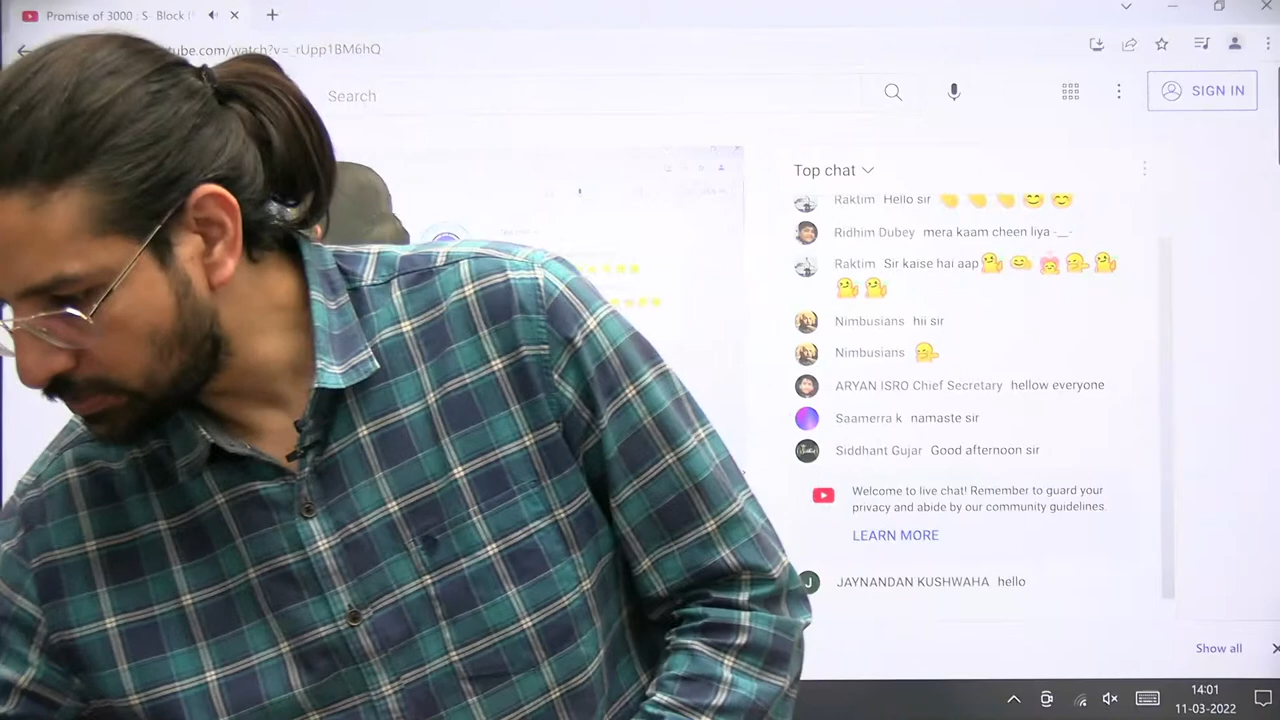 Promise of 3000 : S- Block (
tube.com/watch?v=_rUpp1BM6hQ
Search
SIGN IN
Top chat
Raktim Hello sir
Ridhim Dubey mera kaam cheen liya -__-
Raktim Sir kaise hai aap
Nimbusians hii sir
Nimbusians
ARYAN ISRO Chief Secretary hellow everyone
Saamerra k namaste sir
Siddhant Gujar Good afternoon sir
Welcome to live chat! Remember to guard your
privacy and abide by our community guidelines.
LEARN MORE
J JAYNANDAN KUSHWAHA hello
Show all
14:01
11-03-2022